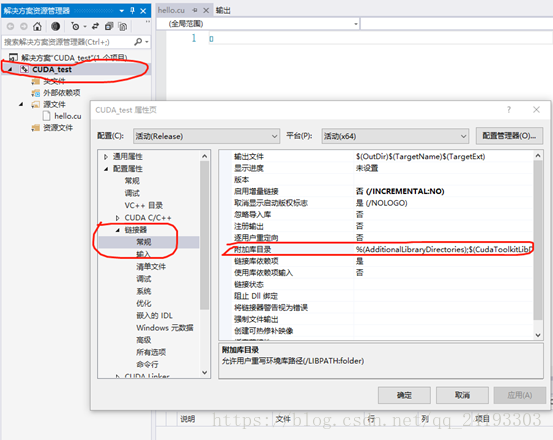 解决方案资源管理器
hello.cu
输出
(全局范围)
搜索解决方案资源管理器(Ctrl+;)
1
解决方案"CUDA_test"(1 个项目)
CUDA_test
头文件
外部依赖项
源文件
hello.cu
资源文件
CUDA_test 属性页
?
配置(C):
活动(Release)
平台(P):
活动(x64)
配置管理器(O)...
通用属性
配置属性
常规
调试
VC++ 目录
CUDA C/C++
链接器
常规
输入
清单文件
调试
系统
优化
嵌入的 IDL
Windows 元数据
高级
所有选项
命令行
CUDA Linker
输出文件 $(OutDir)$(TargetName)$(TargetExt)
显示进度 未设置
版本
启用增量链接 否 (/INCREMENTAL:NO)
取消显示启动版权标志 是 (/NOLOGO)
忽略导入库 否
注册输出 否
逐用户重定向 否
附加库目录 %(AdditionalLibraryDirectories);$(CudaToolkitLibD
链接库依赖项 是
使用库依赖项输入 否
链接状态
阻止 Dll 绑定
将链接器警告视为错误
强制文件输出
创建可热修补映像
附加库目录
允许用户重写环境库路径(/LIBPATH:folder)
确定
取消
应用(A)
说明
文件
行
列
项目
https://blog.csdn.net/qq_21193303